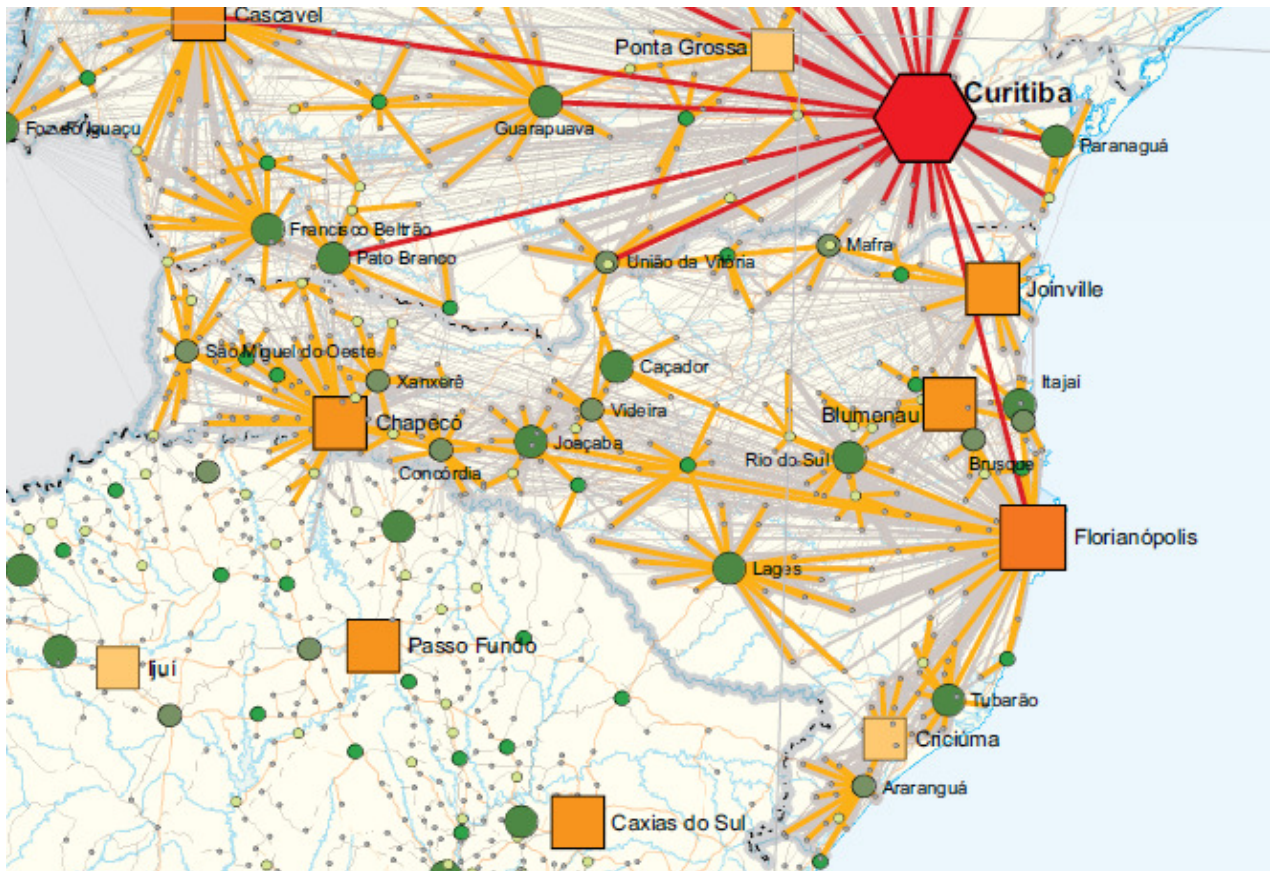 Cascavel
Ponta Grossa
Curitiba
Foz do Iguaçu
Guarapuava
Paranaguá
Francisco Beltrão
Pato Branco
União da Vitória
Mafra
Joinville
São Miguel do Oeste
Xanxerê
Caçador
Itajaí
Chapecó
Videira
Blumenau
Joaçaba
Concórdia
Rio do Sul
Brusque
Florianópolis
Lages
Passo Fundo
Ijuí
Tubarão
Criciúma
Araranguá
Caxias do Sul